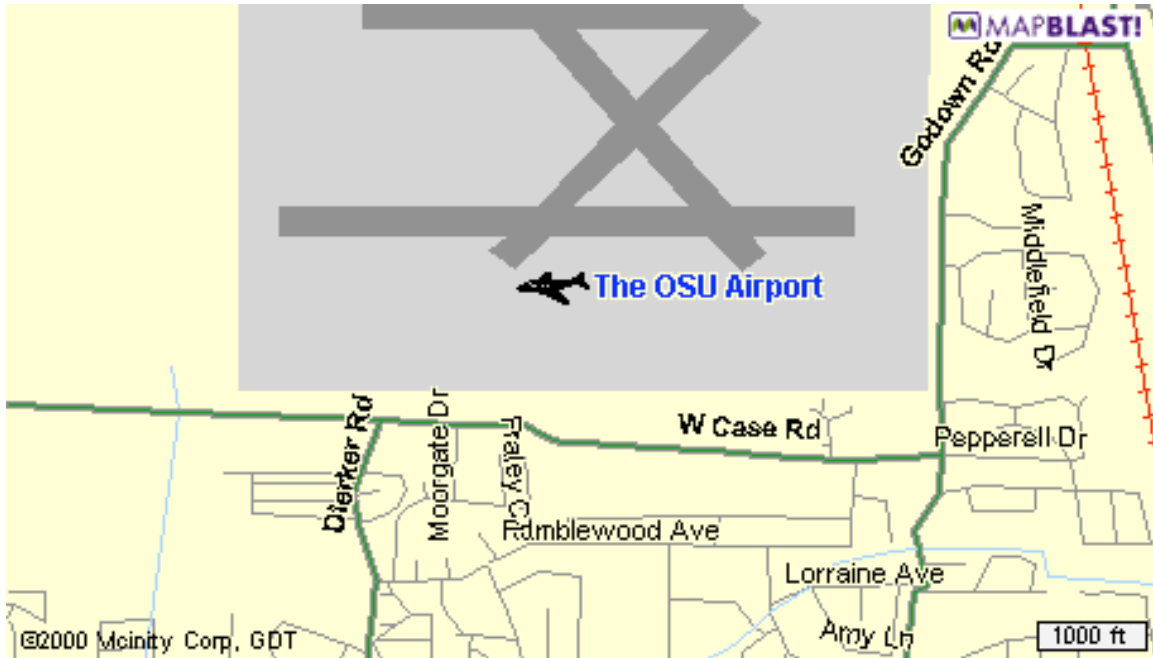 MAPBLAST!
Godown Rd
Middlefield Dr
The OSU Airport
Dierker Rd
Moorgate Dr
Fraley Ct
W Case Rd
Pepperell Dr
Rumblewood Ave
Lorraine Ave
Amy Ln
©2000 Vicinity Corp, GDT
1000 ft